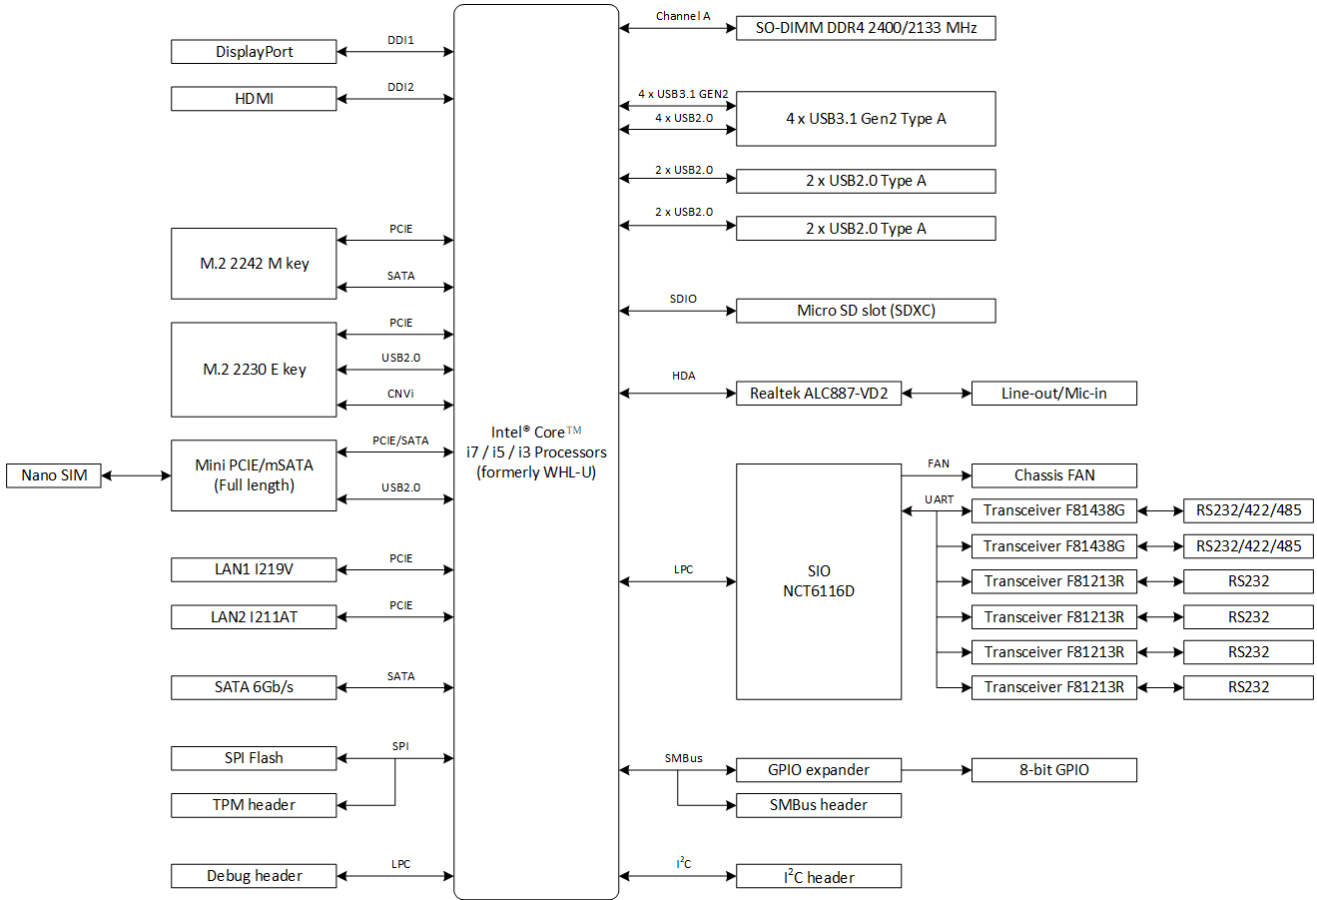 Channel A
SO-DIMM DDR4 2400/2133 MHz
DisplayPort
DDI1
HDMI
DDI2
4 x USB3.1 GEN2
4 x USB2.0
4 x USB3.1 Gen2 Type A
2 x USB2.0
2 x USB2.0 Type A
2 x USB2.0
2 x USB2.0 Type A
M.2 2242 M key
PCIE
SATA
SDIO
Micro SD slot (SDXC)
M.2 2230 E key
PCIE
USB2.0
CNVi
HDA
Realtek ALC887-VD2
Line-out/Mic-in
Intel® Core™
i7 / i5 / i3 Processors
(formerly WHL-U)
Nano SIM
Mini PCIE/mSATA
(Full length)
PCIE/SATA
USB2.0
LPC
SIO
NCT6116D
FAN
Chassis FAN
UART
Transceiver F81438G
RS232/422/485
Transceiver F81438G
RS232/422/485
Transceiver F81213R
RS232
Transceiver F81213R
RS232
Transceiver F81213R
RS232
Transceiver F81213R
RS232
LAN1 I219V
PCIE
LAN2 I211AT
PCIE
SATA 6Gb/s
SATA
SPI Flash
SPI
TPM header
SMBus
GPIO expander
8-bit GPIO
SMBus header
Debug header
LPC
I²C
I²C header